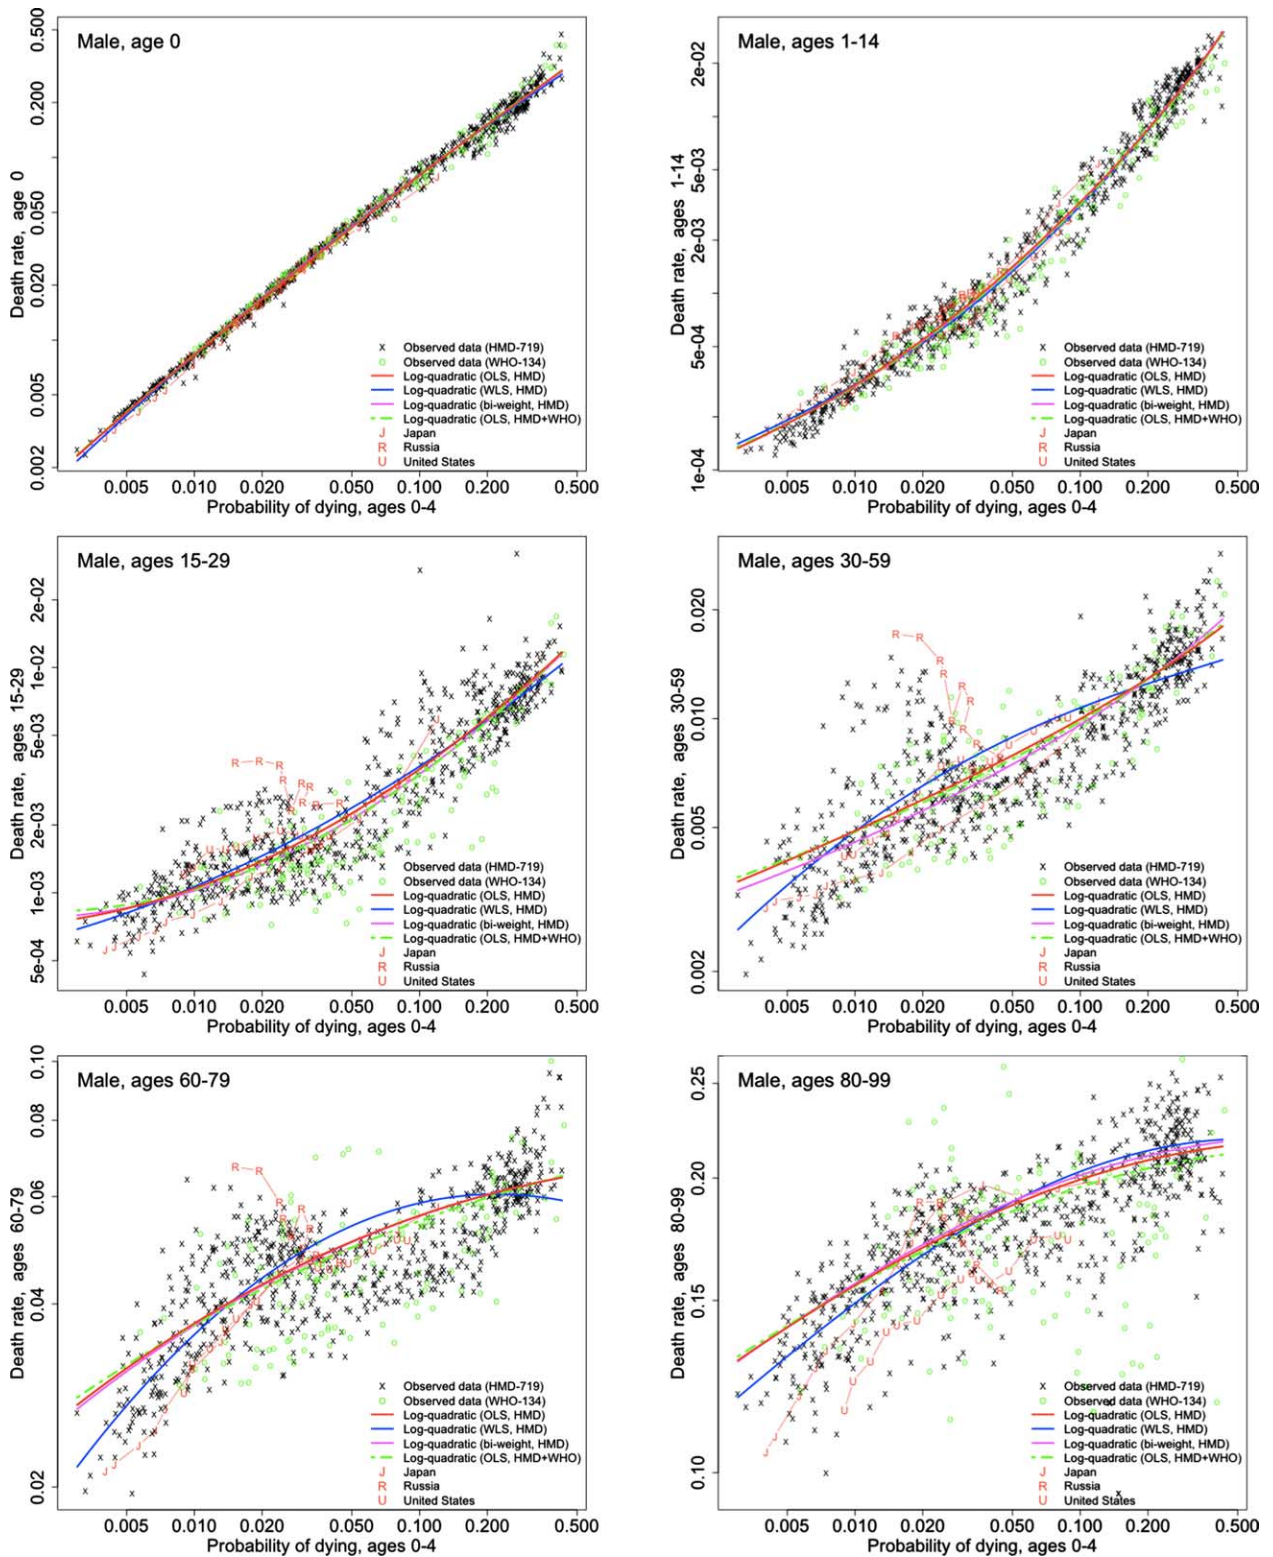 Male, age 0
Death rate, age 0
0.500
0.200
0.050
0.020
0.005
0.002
x Observed data (HMD-719)
o Observed data (WHO-134)
Log-quadratic (OLS, HMD)
Log-quadratic (WLS, HMD)
Log-quadratic (bi-weight, HMD)
Log-quadratic (OLS, HMD+WHO)
J Japan
R Russia
U United States
0.005 0.010 0.020 0.050 0.100 0.200 0.500
Probability of dying, ages 0-4
Male, ages 1-14
Death rate, ages 1-14
2e-02
5e-03
2e-03
5e-04
1e-04
x Observed data (HMD-719)
o Observed data (WHO-134)
Log-quadratic (OLS, HMD)
Log-quadratic (WLS, HMD)
Log-quadratic (bi-weight, HMD)
Log-quadratic (OLS, HMD+WHO)
J Japan
R Russia
U United States
0.005 0.010 0.020 0.050 0.100 0.200 0.500
Probability of dying, ages 0-4
Male, ages 15-29
Death rate, ages 15-29
2e-02
1e-02
5e-03
2e-03
1e-03
5e-04
x Observed data (HMD-719)
o Observed data (WHO-134)
Log-quadratic (OLS, HMD)
Log-quadratic (WLS, HMD)
Log-quadratic (bi-weight, HMD)
Log-quadratic (OLS, HMD+WHO)
J Japan
R Russia
U United States
0.005 0.010 0.020 0.050 0.100 0.200 0.500
Probability of dying, ages 0-4
Male, ages 30-59
Death rate, ages 30-59
0.020
0.010
0.005
0.002
x Observed data (HMD-719)
o Observed data (WHO-134)
Log-quadratic (OLS, HMD)
Log-quadratic (WLS, HMD)
Log-quadratic (bi-weight, HMD)
Log-quadratic (OLS, HMD+WHO)
J Japan
R Russia
U United States
0.005 0.010 0.020 0.050 0.100 0.200 0.500
Probability of dying, ages 0-4
Male, ages 60-79
Death rate, ages 60-79
0.10
0.08
0.06
0.04
0.02
x Observed data (HMD-719)
o Observed data (WHO-134)
Log-quadratic (OLS, HMD)
Log-quadratic (WLS, HMD)
Log-quadratic (bi-weight, HMD)
Log-quadratic (OLS, HMD+WHO)
J Japan
R Russia
U United States
0.005 0.010 0.020 0.050 0.100 0.200 0.500
Probability of dying, ages 0-4
Male, ages 80-99
Death rate, ages 80-99
0.25
0.20
0.15
0.10
x Observed data (HMD-719)
o Observed data (WHO-134)
Log-quadratic (OLS, HMD)
Log-quadratic (WLS, HMD)
Log-quadratic (bi-weight, HMD)
Log-quadratic (OLS, HMD+WHO)
J Japan
R Russia
U United States
0.005 0.010 0.020 0.050 0.100 0.200 0.500
Probability of dying, ages 0-4